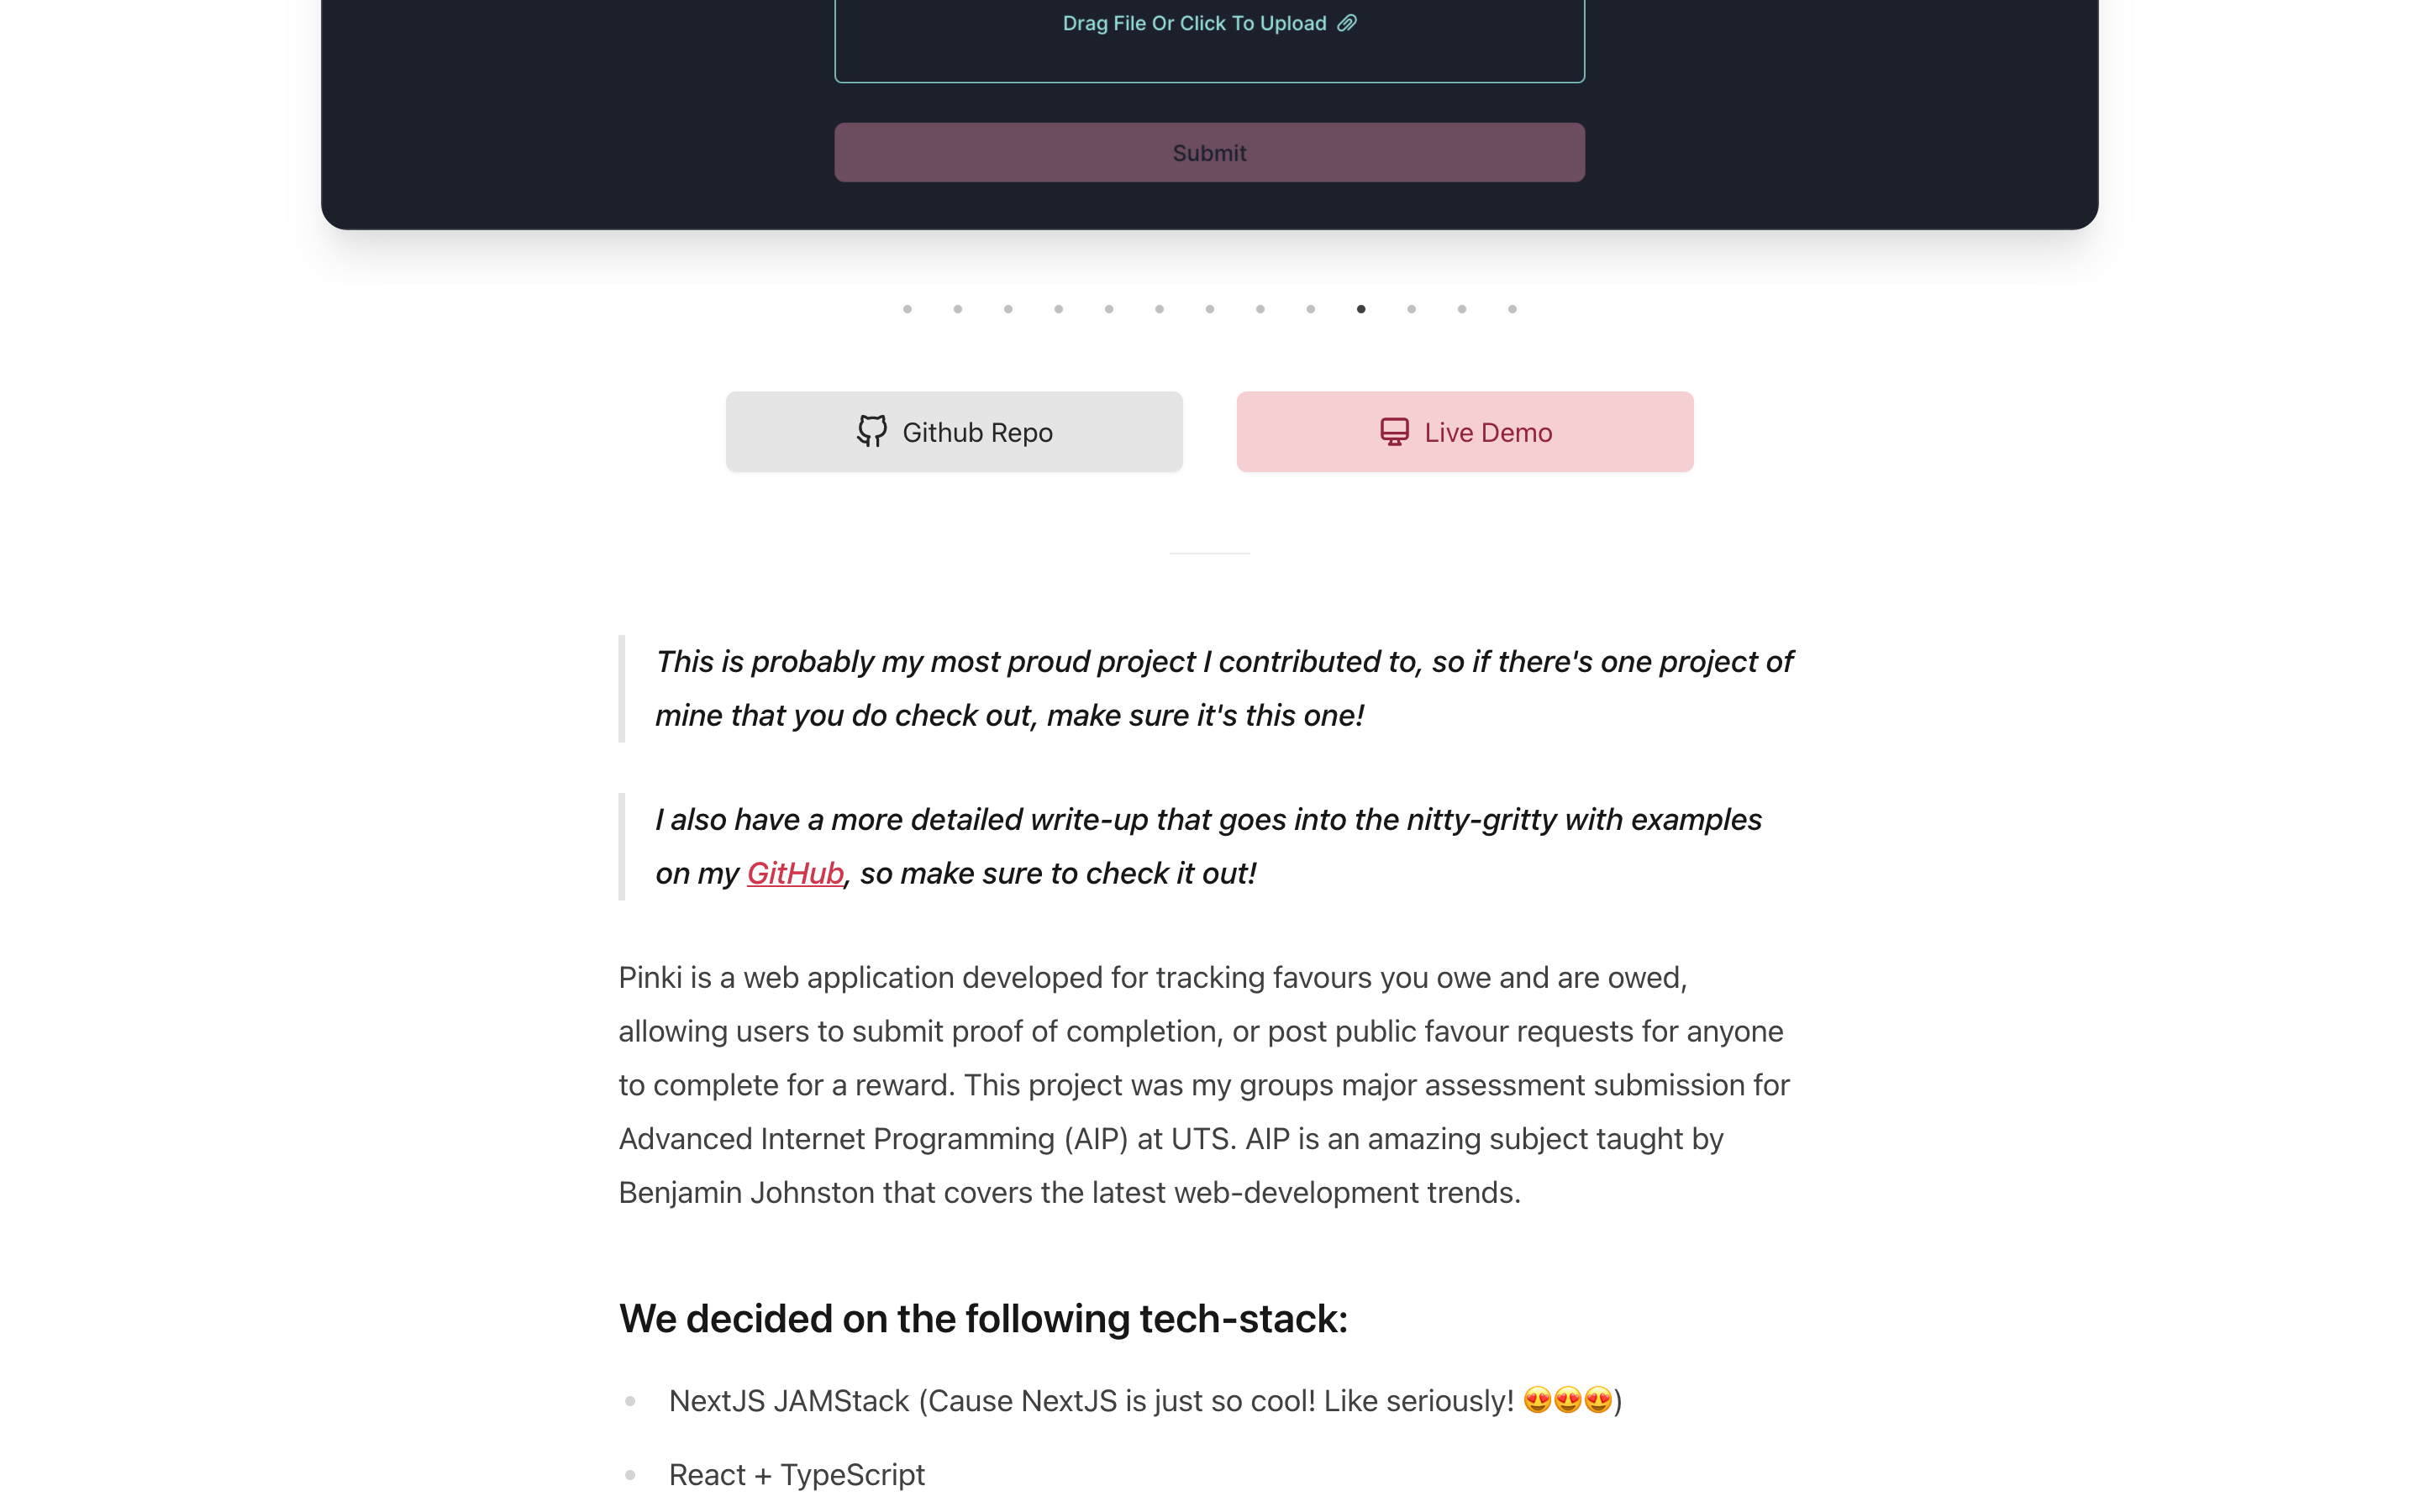 Drag File Or Click To Upload
Submit
Github Repo
Live Demo
This is probably my most proud project I contributed to, so if there's one project of
mine that you do check out, make sure it's this one!
I also have a more detailed write-up that goes into the nitty-gritty with examples
on my GitHub, so make sure to check it out!
Pinki is a web application developed for tracking favours you owe and are owed,
allowing users to submit proof of completion, or post public favour requests for anyone
to complete for a reward. This project was my groups major assessment submission for
Advanced Internet Programming (AIP) at UTS. AIP is an amazing subject taught by
Benjamin Johnston that covers the latest web-development trends.
We decided on the following tech-stack:
NextJS JAMStack (Cause NextJS is just so cool! Like seriously! 😍😍😍)
React + TypeScript